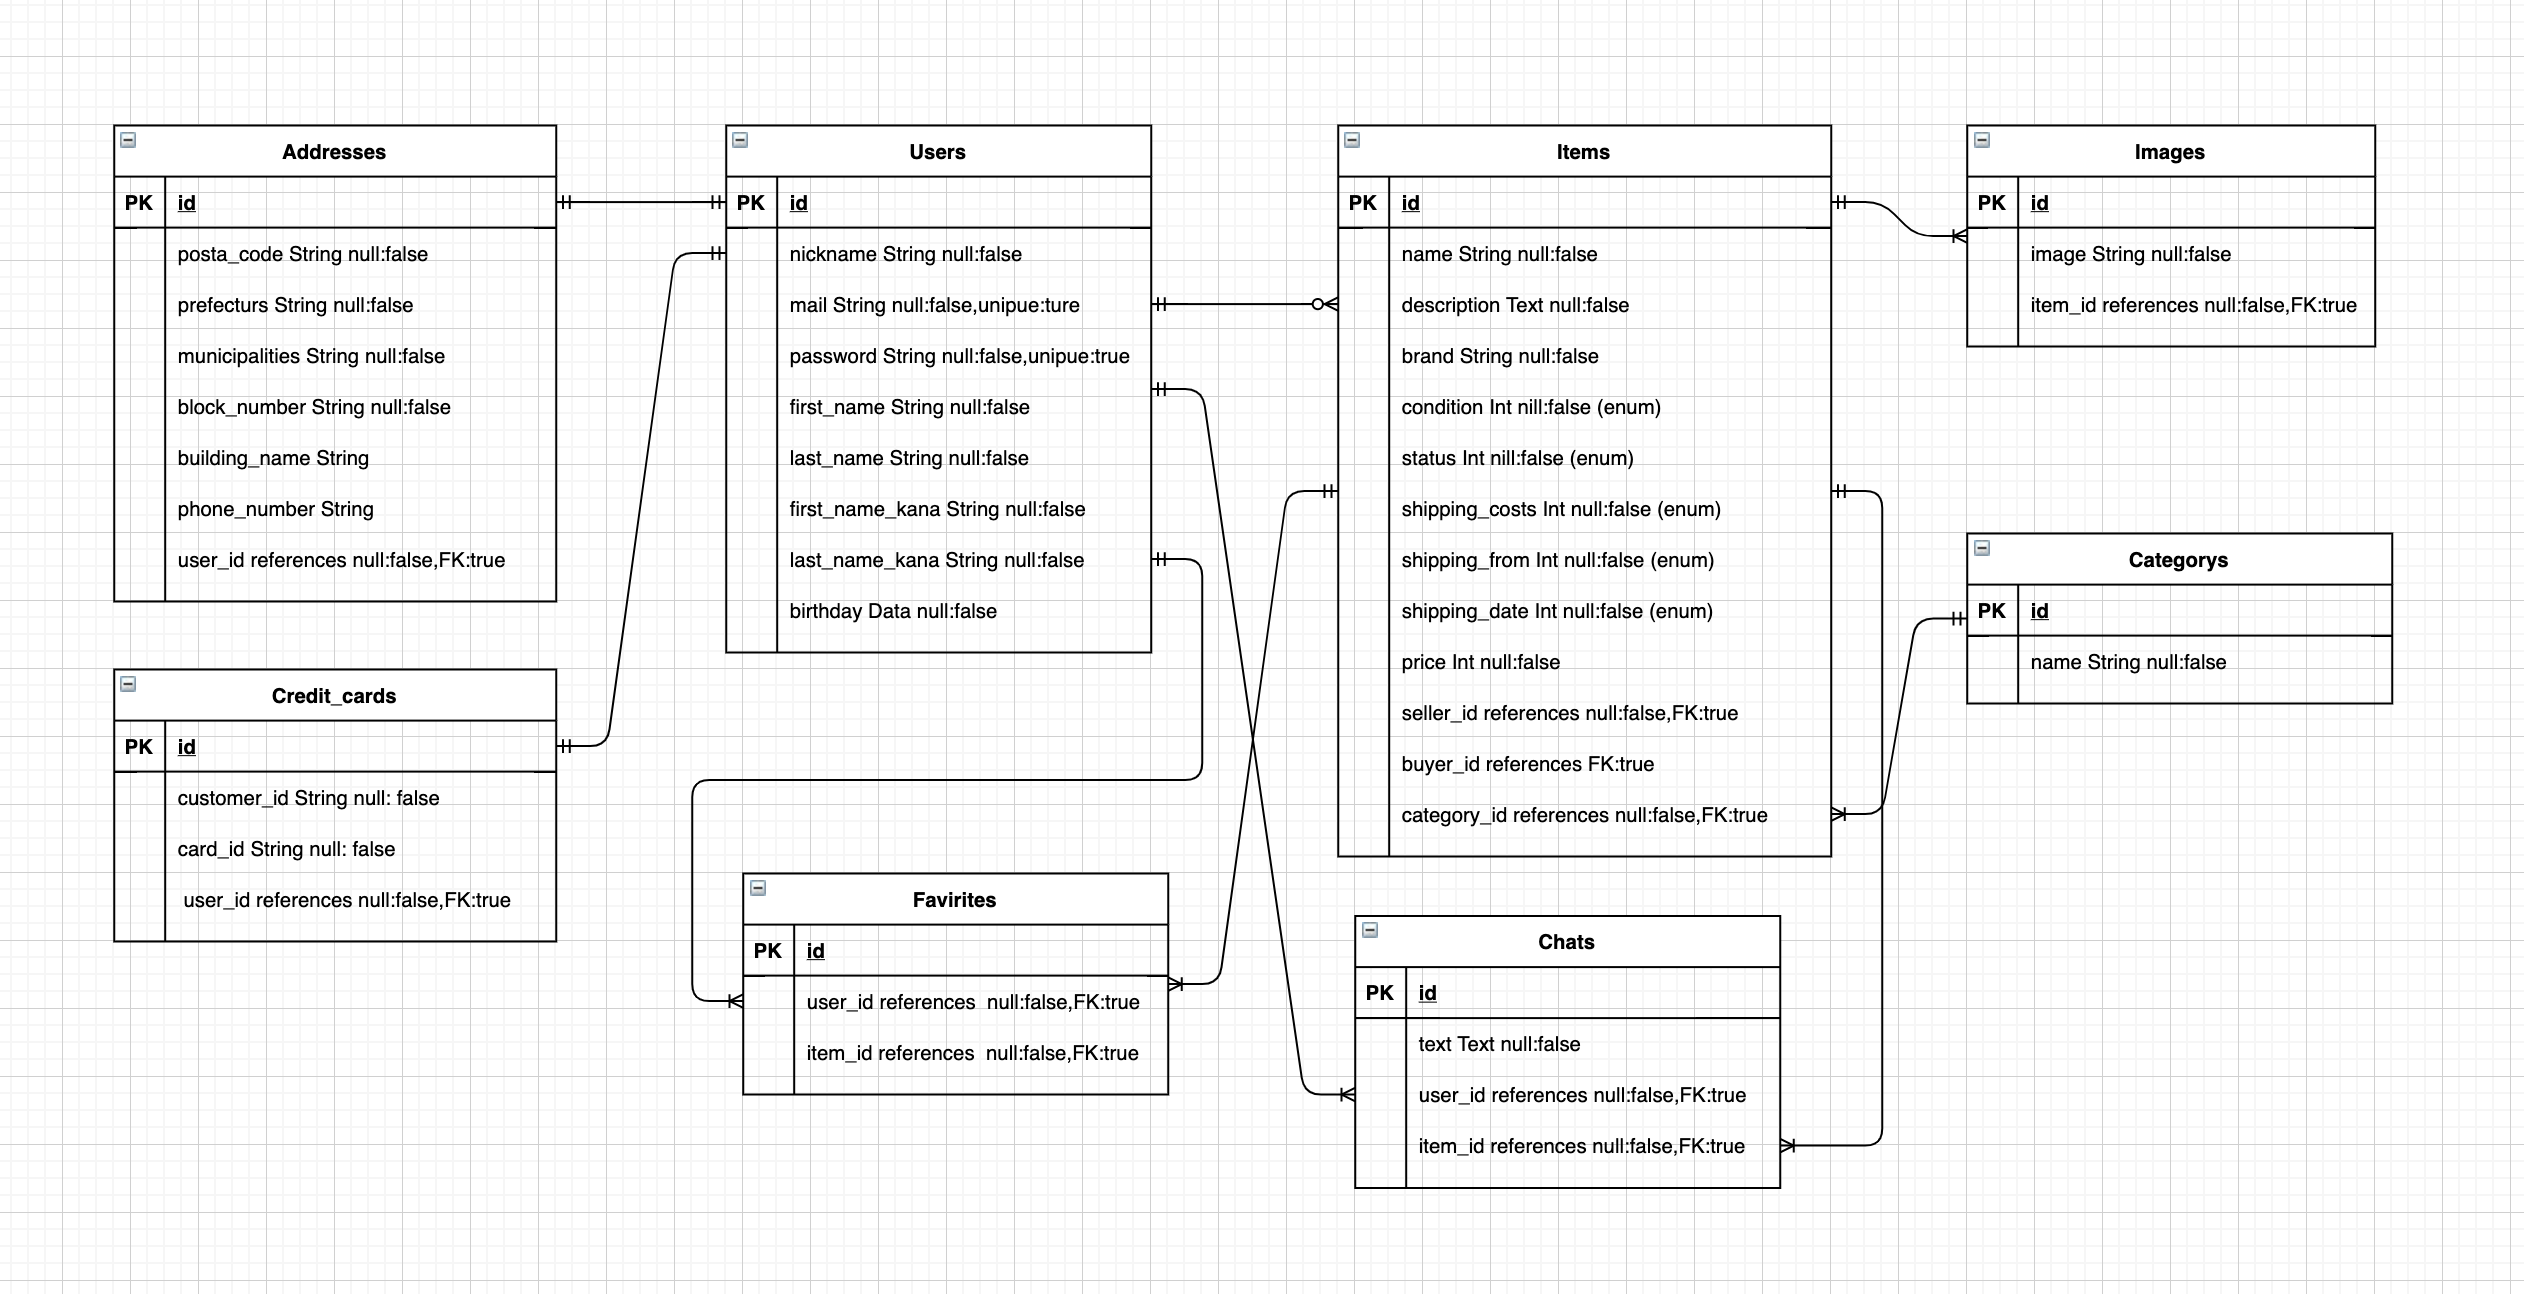 Addresses
PK id
posta_code String null:false
prefecturs String null:false
municipalities String null:false
block_number String null:false
building_name String
phone_number String
user_id references null:false,FK:true
Users
PK id
nickname String null:false
mail String null:false,unipue:ture
password String null:false,unipue:true
first_name String null:false
last_name String null:false
first_name_kana String null:false
last_name_kana String null:false
birthday Data null:false
Items
PK id
name String null:false
description Text null:false
brand String null:false
condition Int nill:false (enum)
status Int nill:false (enum)
shipping_costs Int null:false (enum)
shipping_from Int null:false (enum)
shipping_date Int null:false (enum)
price Int null:false
seller_id references null:false,FK:true
buyer_id references FK:true
category_id references null:false,FK:true
Images
PK id
image String null:false
item_id references null:false,FK:true
Categorys
PK id
name String null:false
Credit_cards
PK id
customer_id String null: false
card_id String null: false
user_id references null:false,FK:true
Favirites
PK id
user_id references  null:false,FK:true
item_id references  null:false,FK:true
Chats
PK id
text Text null:false
user_id references null:false,FK:true
item_id references null:false,FK:true